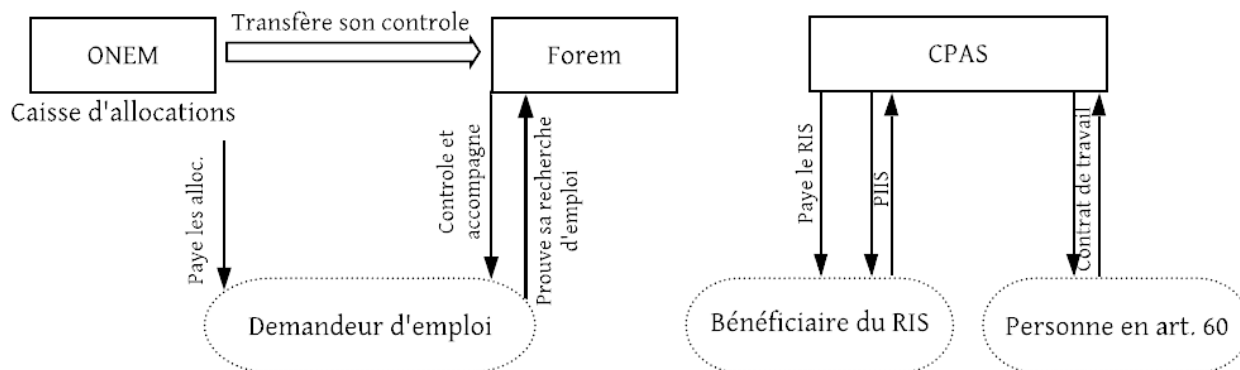 Transfère son controle
ONEM
Forem
CPAS
Caisse d'allocations
Paye les alloc.
Controle et
accompagne
Prouve sa recherche
d'emploi
Paye le RIS
PIIS
Contrat de travail
Demandeur d'emploi
Bénéficiaire du RIS
Personne en art. 60